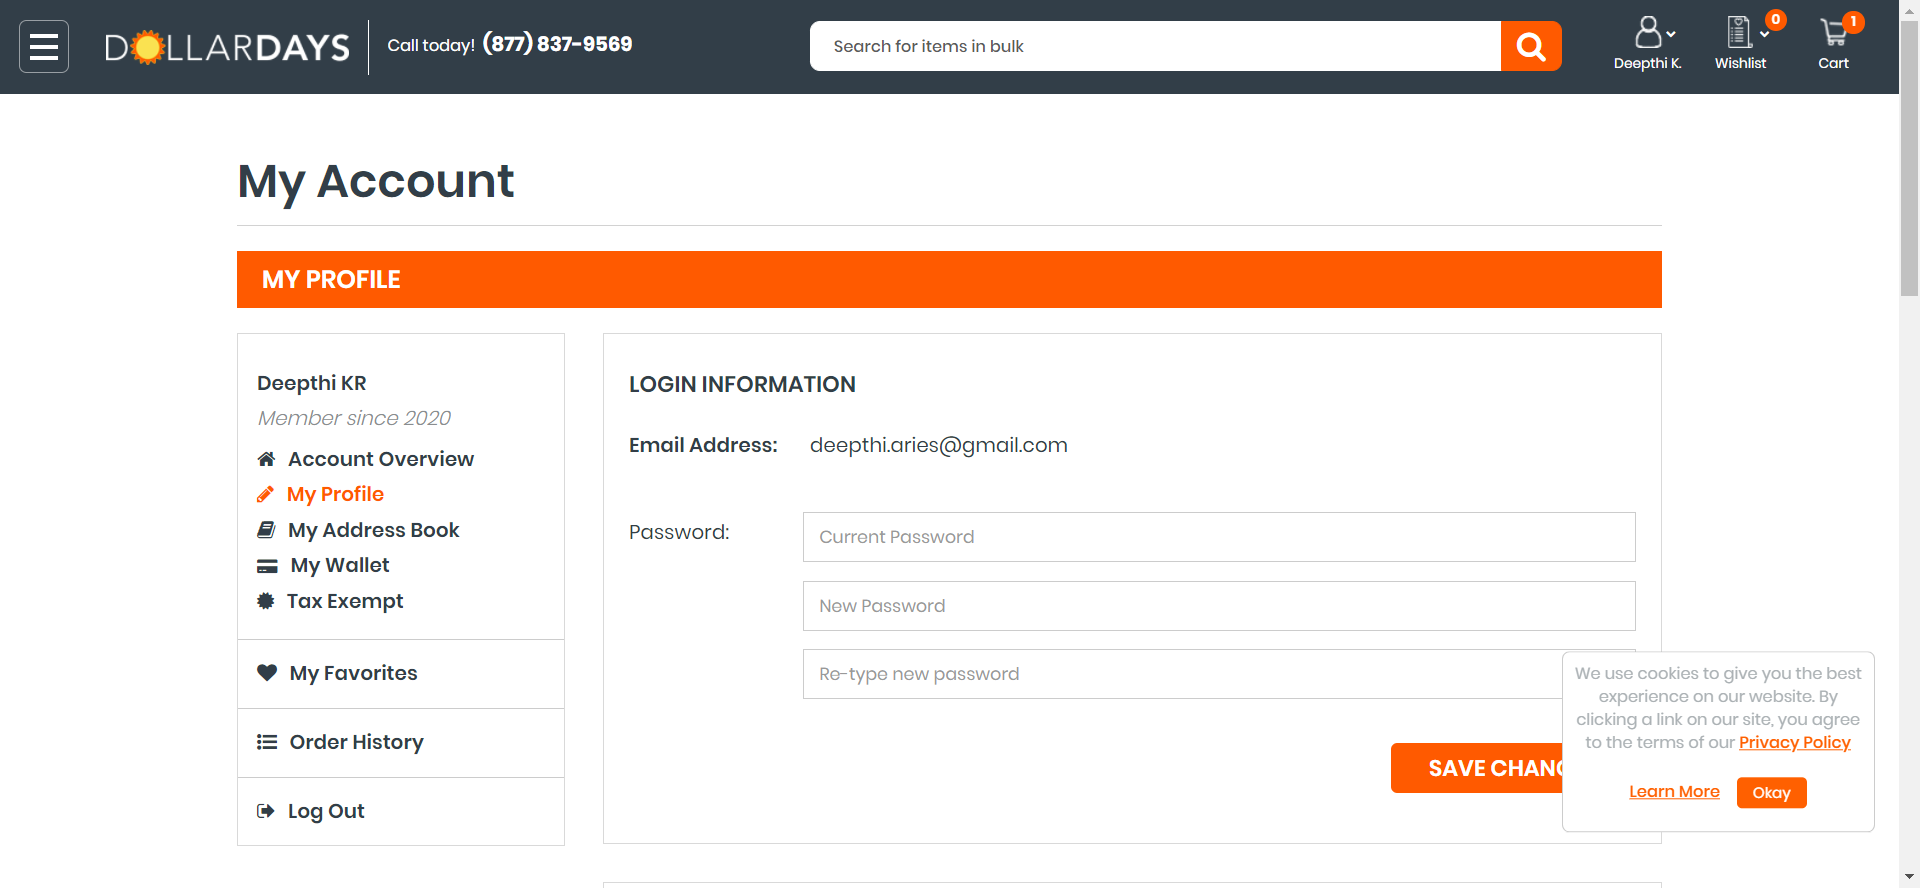 DOLLARDAYS
Call today! (877) 837-9569
Search for items in bulk
Deepthi K.
0
Wishlist
1
Cart
My Account
MY PROFILE
Deepthi KR
Member since 2020
Account Overview
My Profile
My Address Book
My Wallet
Tax Exempt
My Favorites
Order History
Log Out
LOGIN INFORMATION
Email Address: deepthi.aries@gmail.com
Password:
Current Password
New Password
Re-type new password
SAVE CHANG
We use cookies to give you the best
experience on our website. By
clicking a link on our site, you agree
to the terms of our Privacy Policy
Learn More
Okay